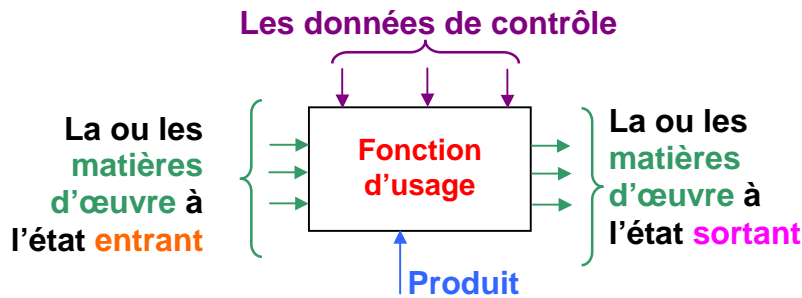 Les données de contrôle
La ou les
matières
d’œuvre à
l’état entrant
Fonction
d’usage
La ou les
matières
d’œuvre à
l’état sortant
Produit